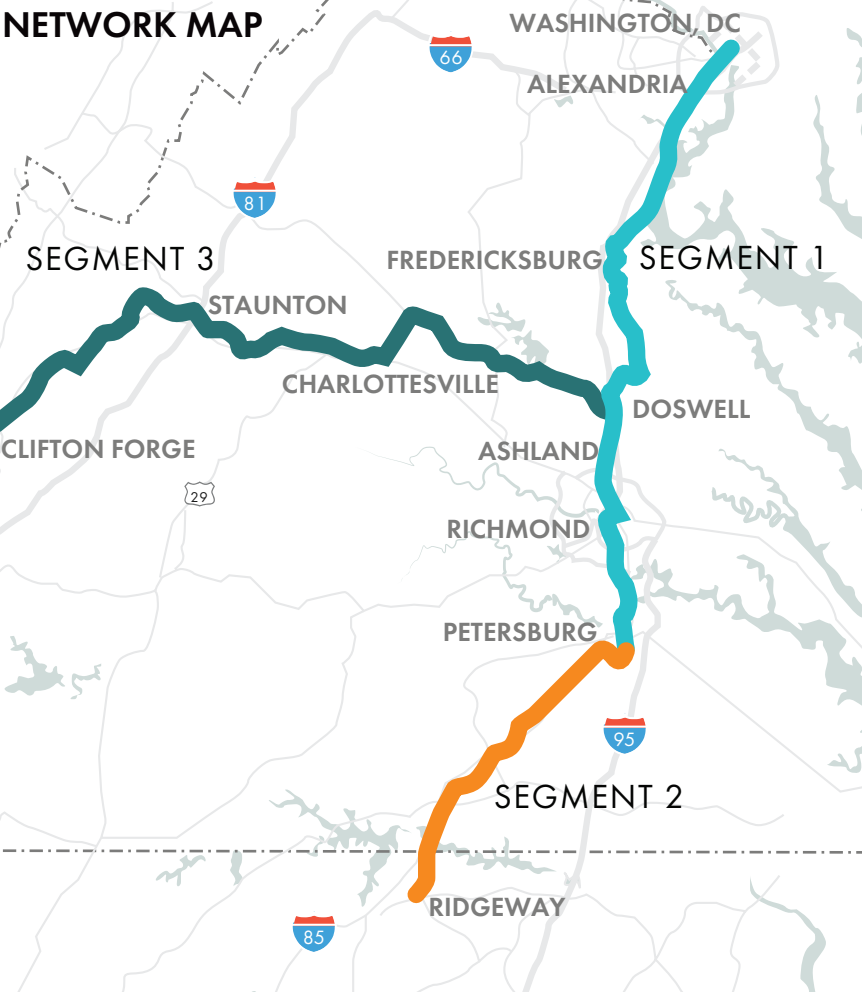 NETWORK MAP
WASHINGTON, DC
66
ALEXANDRIA
81
SEGMENT 3
FREDERICKSBURG
SEGMENT 1
STAUNTON
CHARLOTTESVILLE
DOSWELL
CLIFTON FORGE
ASHLAND
29
RICHMOND
PETERSBURG
95
SEGMENT 2
RIDGEWAY
85